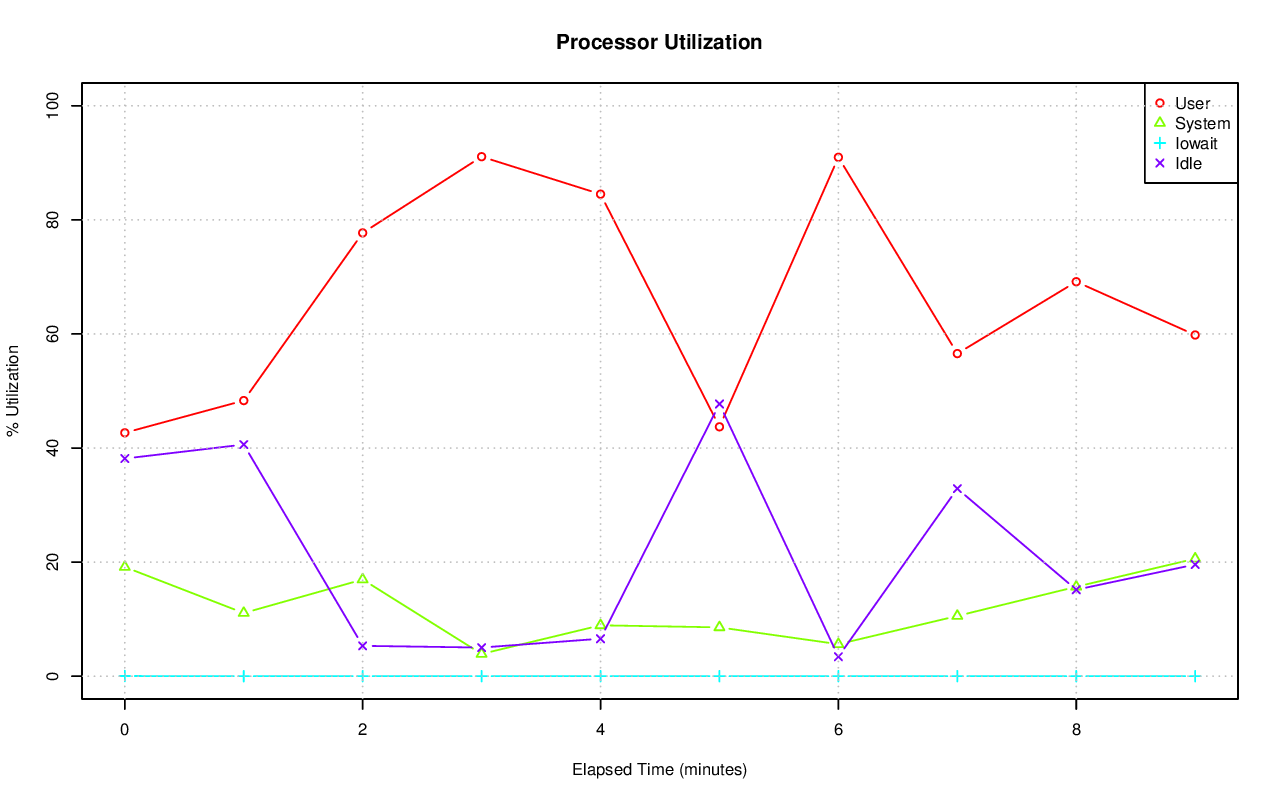 Processor Utilization
User
System
Iowait
Idle
% Utilization
100
80
60
40
20
0
0 2 4 6 8
Elapsed Time (minutes)